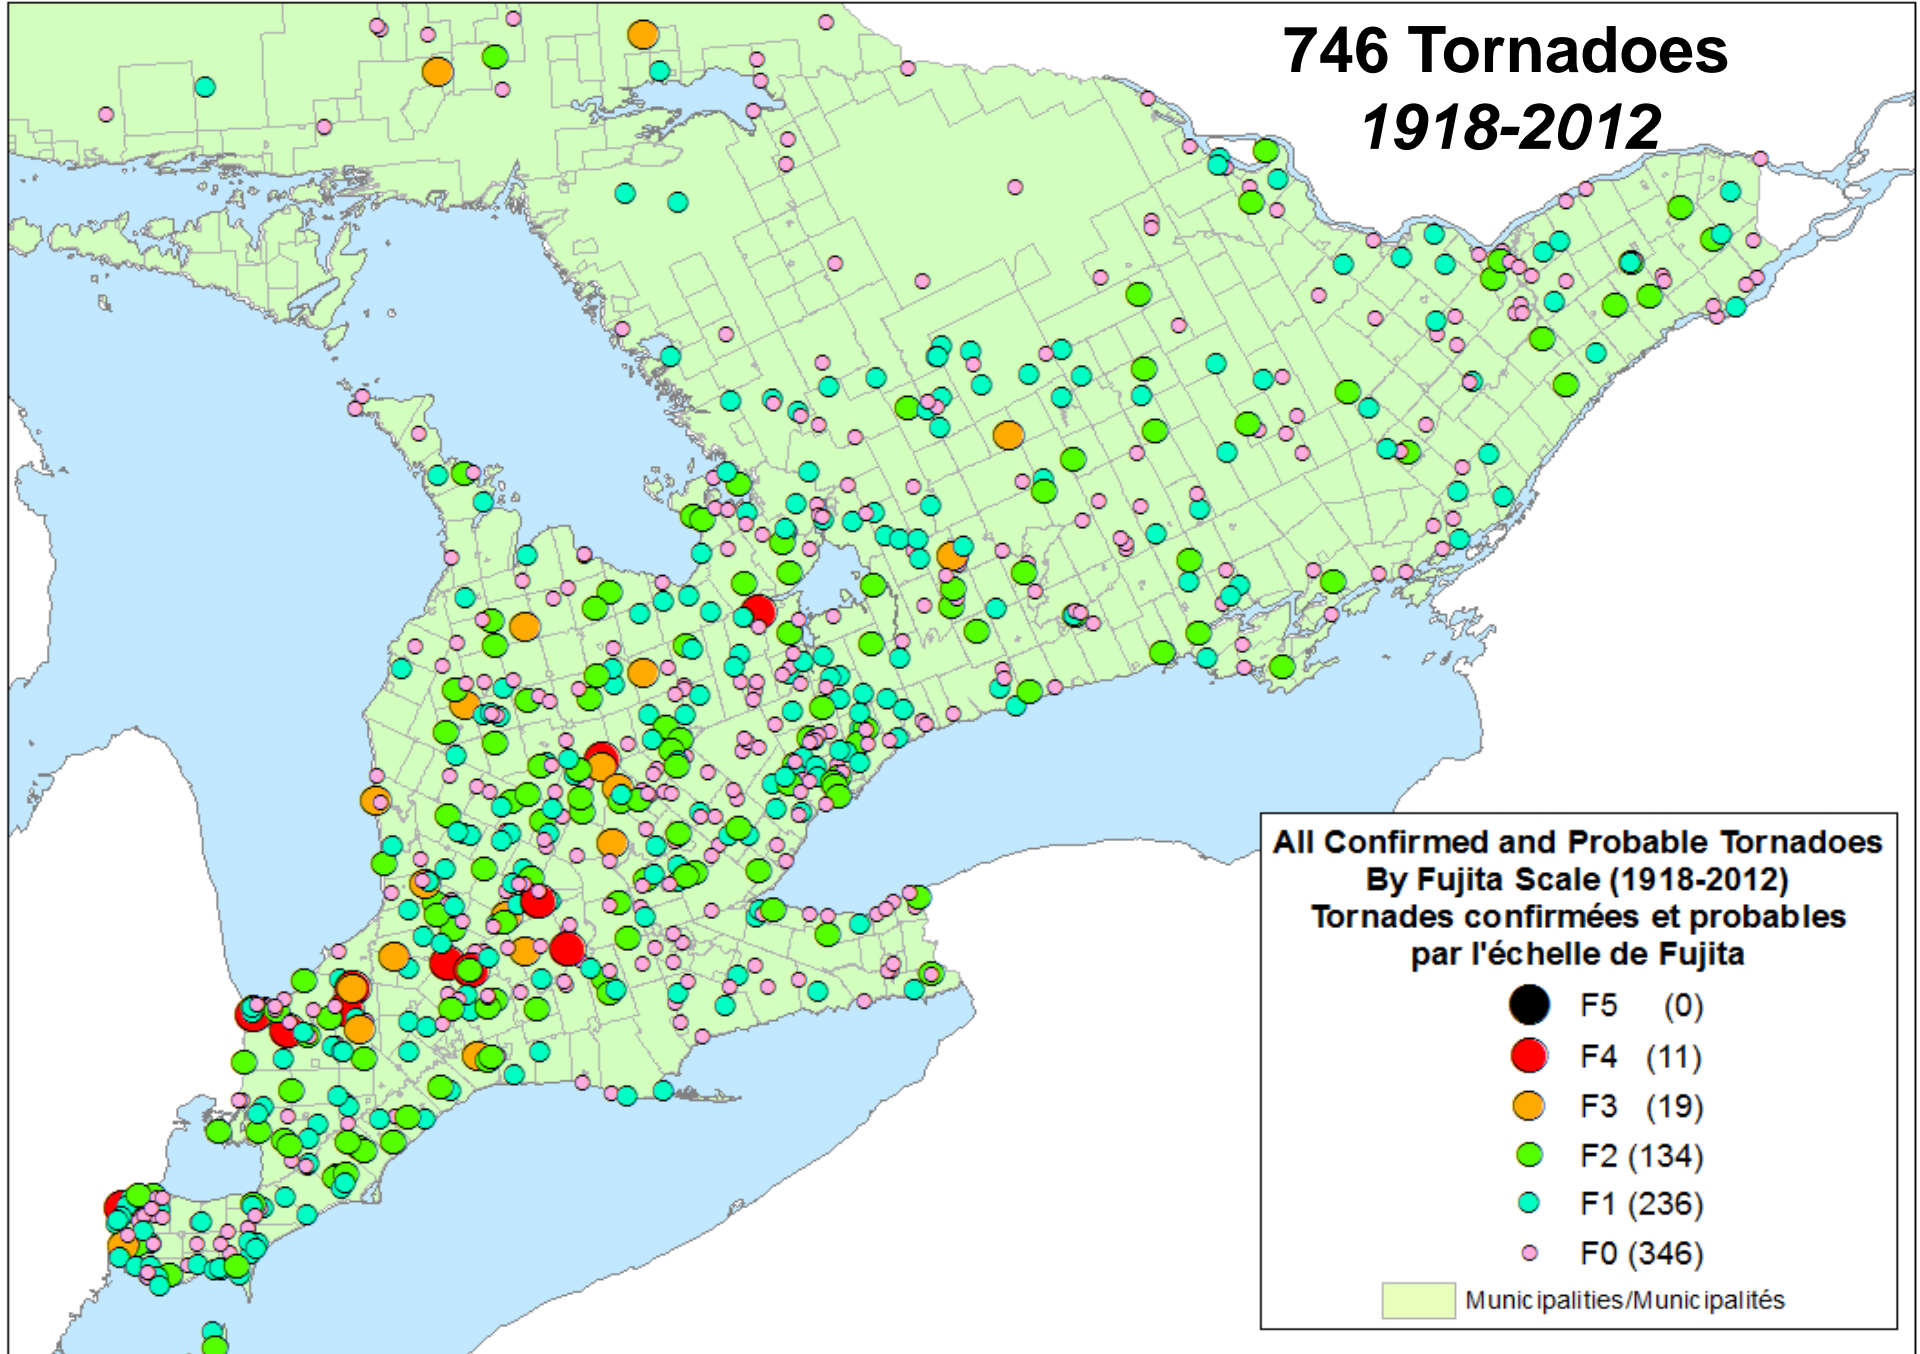 746 Tornadoes
1918-2012
All Confirmed and Probable Tornadoes
By Fujita Scale (1918-2012)
Tornades confirmées et probables
par l'échelle de Fujita
F5 (0)
F4 (11)
F3 (19)
F2 (134)
F1 (236)
F0 (346)
Municipalities/Municipalités